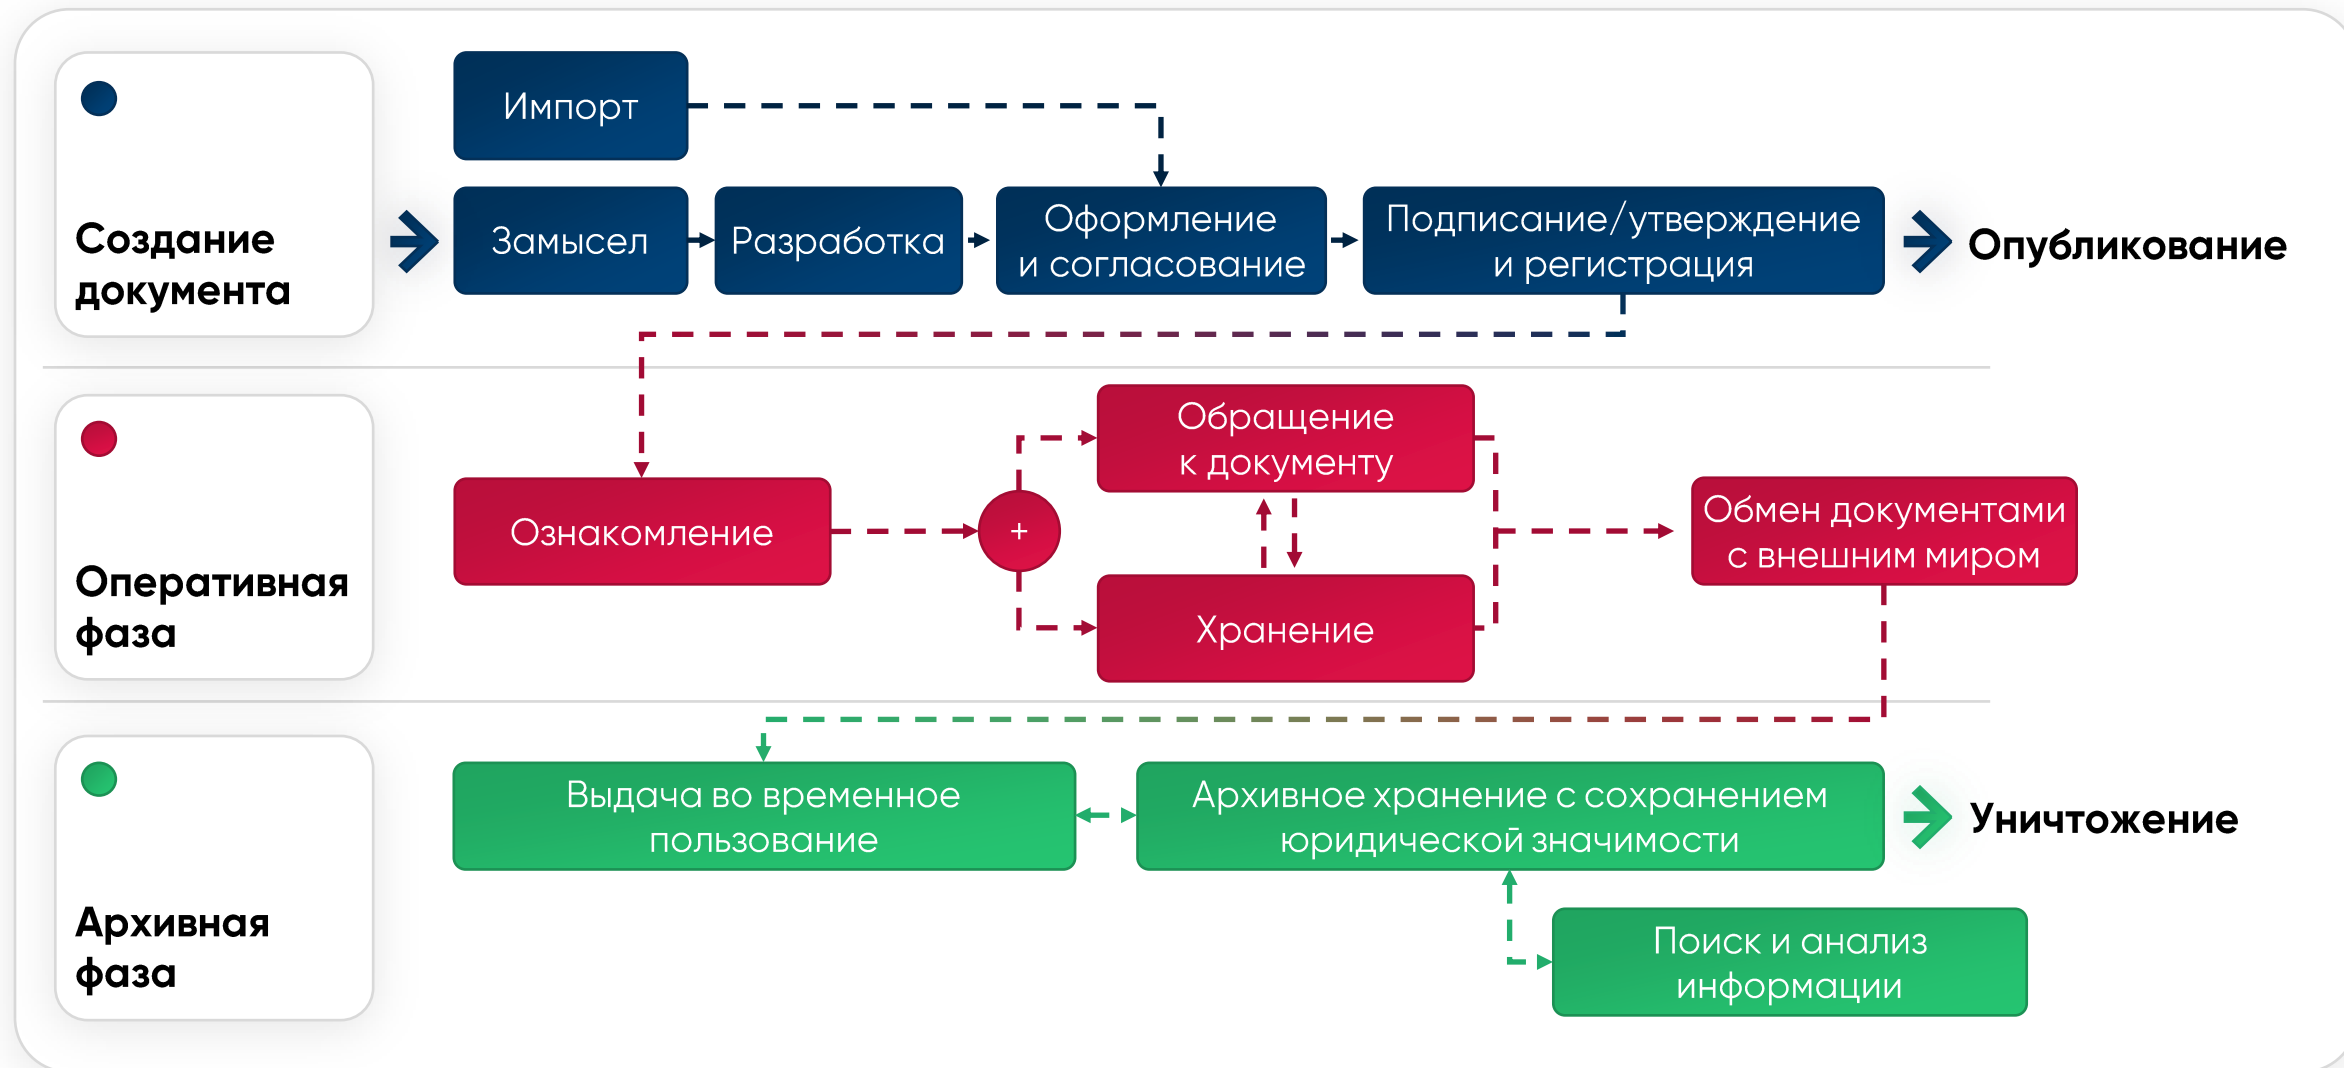 Создание
документа
Импорт
Замысел
Разработка
Оформление
и согласование
Подписание/утверждение
и регистрация
Опубликование
Оперативная
фаза
Ознакомление
+
Обращение
к документу
Хранение
Обмен документами
с внешним миром
Архивная
фаза
Выдача во временное
пользование
Архивное хранение с сохранением
юридической значимости
Уничтожение
Поиск и анализ
информации